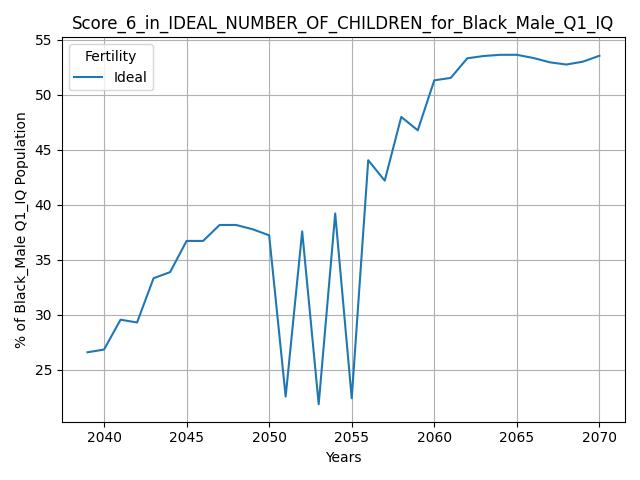 Score_6_in_IDEAL_NUMBER_OF_CHILDREN_for_Black_Male_Q1_IQ
Fertility
Ideal
% of Black_Male Q1_IQ Population
55
50
45
40
35
30
25
2040 2045 2050 2055 2060 2065 2070
Years